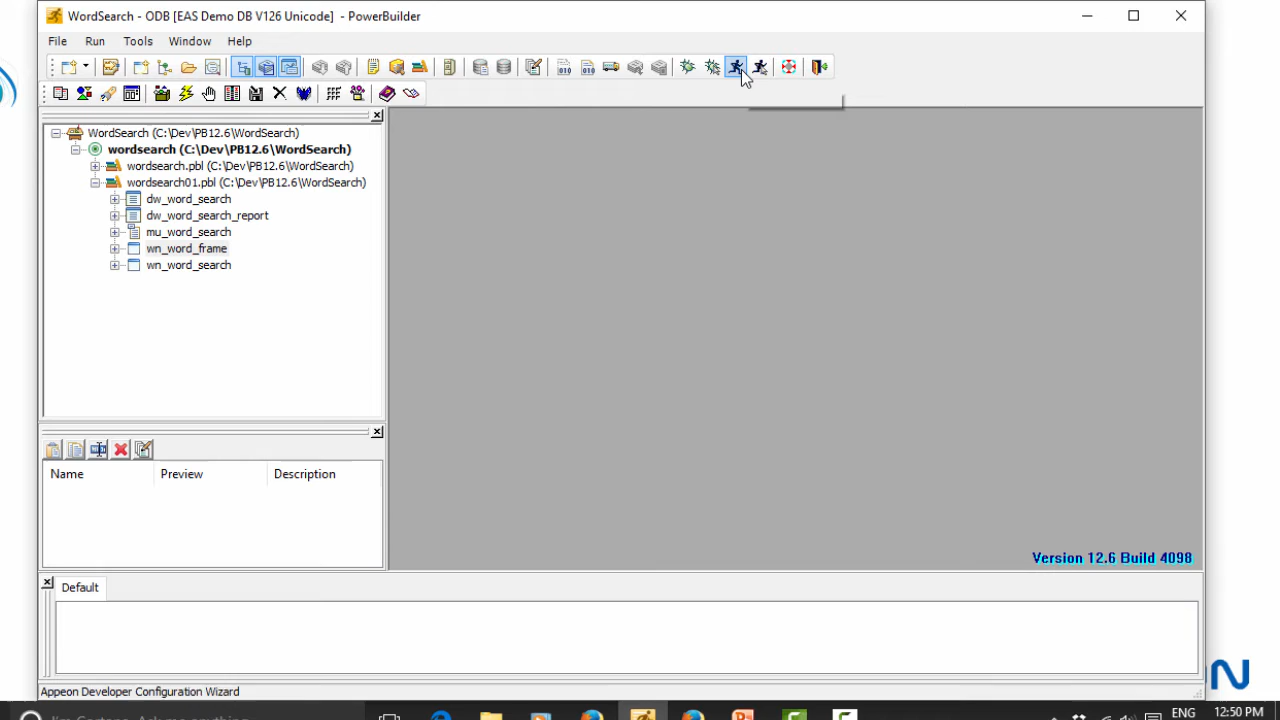 WordSearch - ODB [EAS Demo DB V126 Unicode] - PowerBuilder
File Run Tools Window Help
WordSearch (C:\Dev\PB12.6\WordSearch)
wordsearch (C:\Dev\PB12.6\WordSearch)
wordsearch.pbl (C:\Dev\PB12.6\WordSearch)
wordsearch01.pbl (C:\Dev\PB12.6\WordSearch)
dw_word_search
dw_word_search_report
mu_word_search
wn_word_frame
wn_word_search
Name Preview Description
Version 12.6 Build 4098
Default
Appeon Developer Configuration Wizard
ENG 12:50 PM